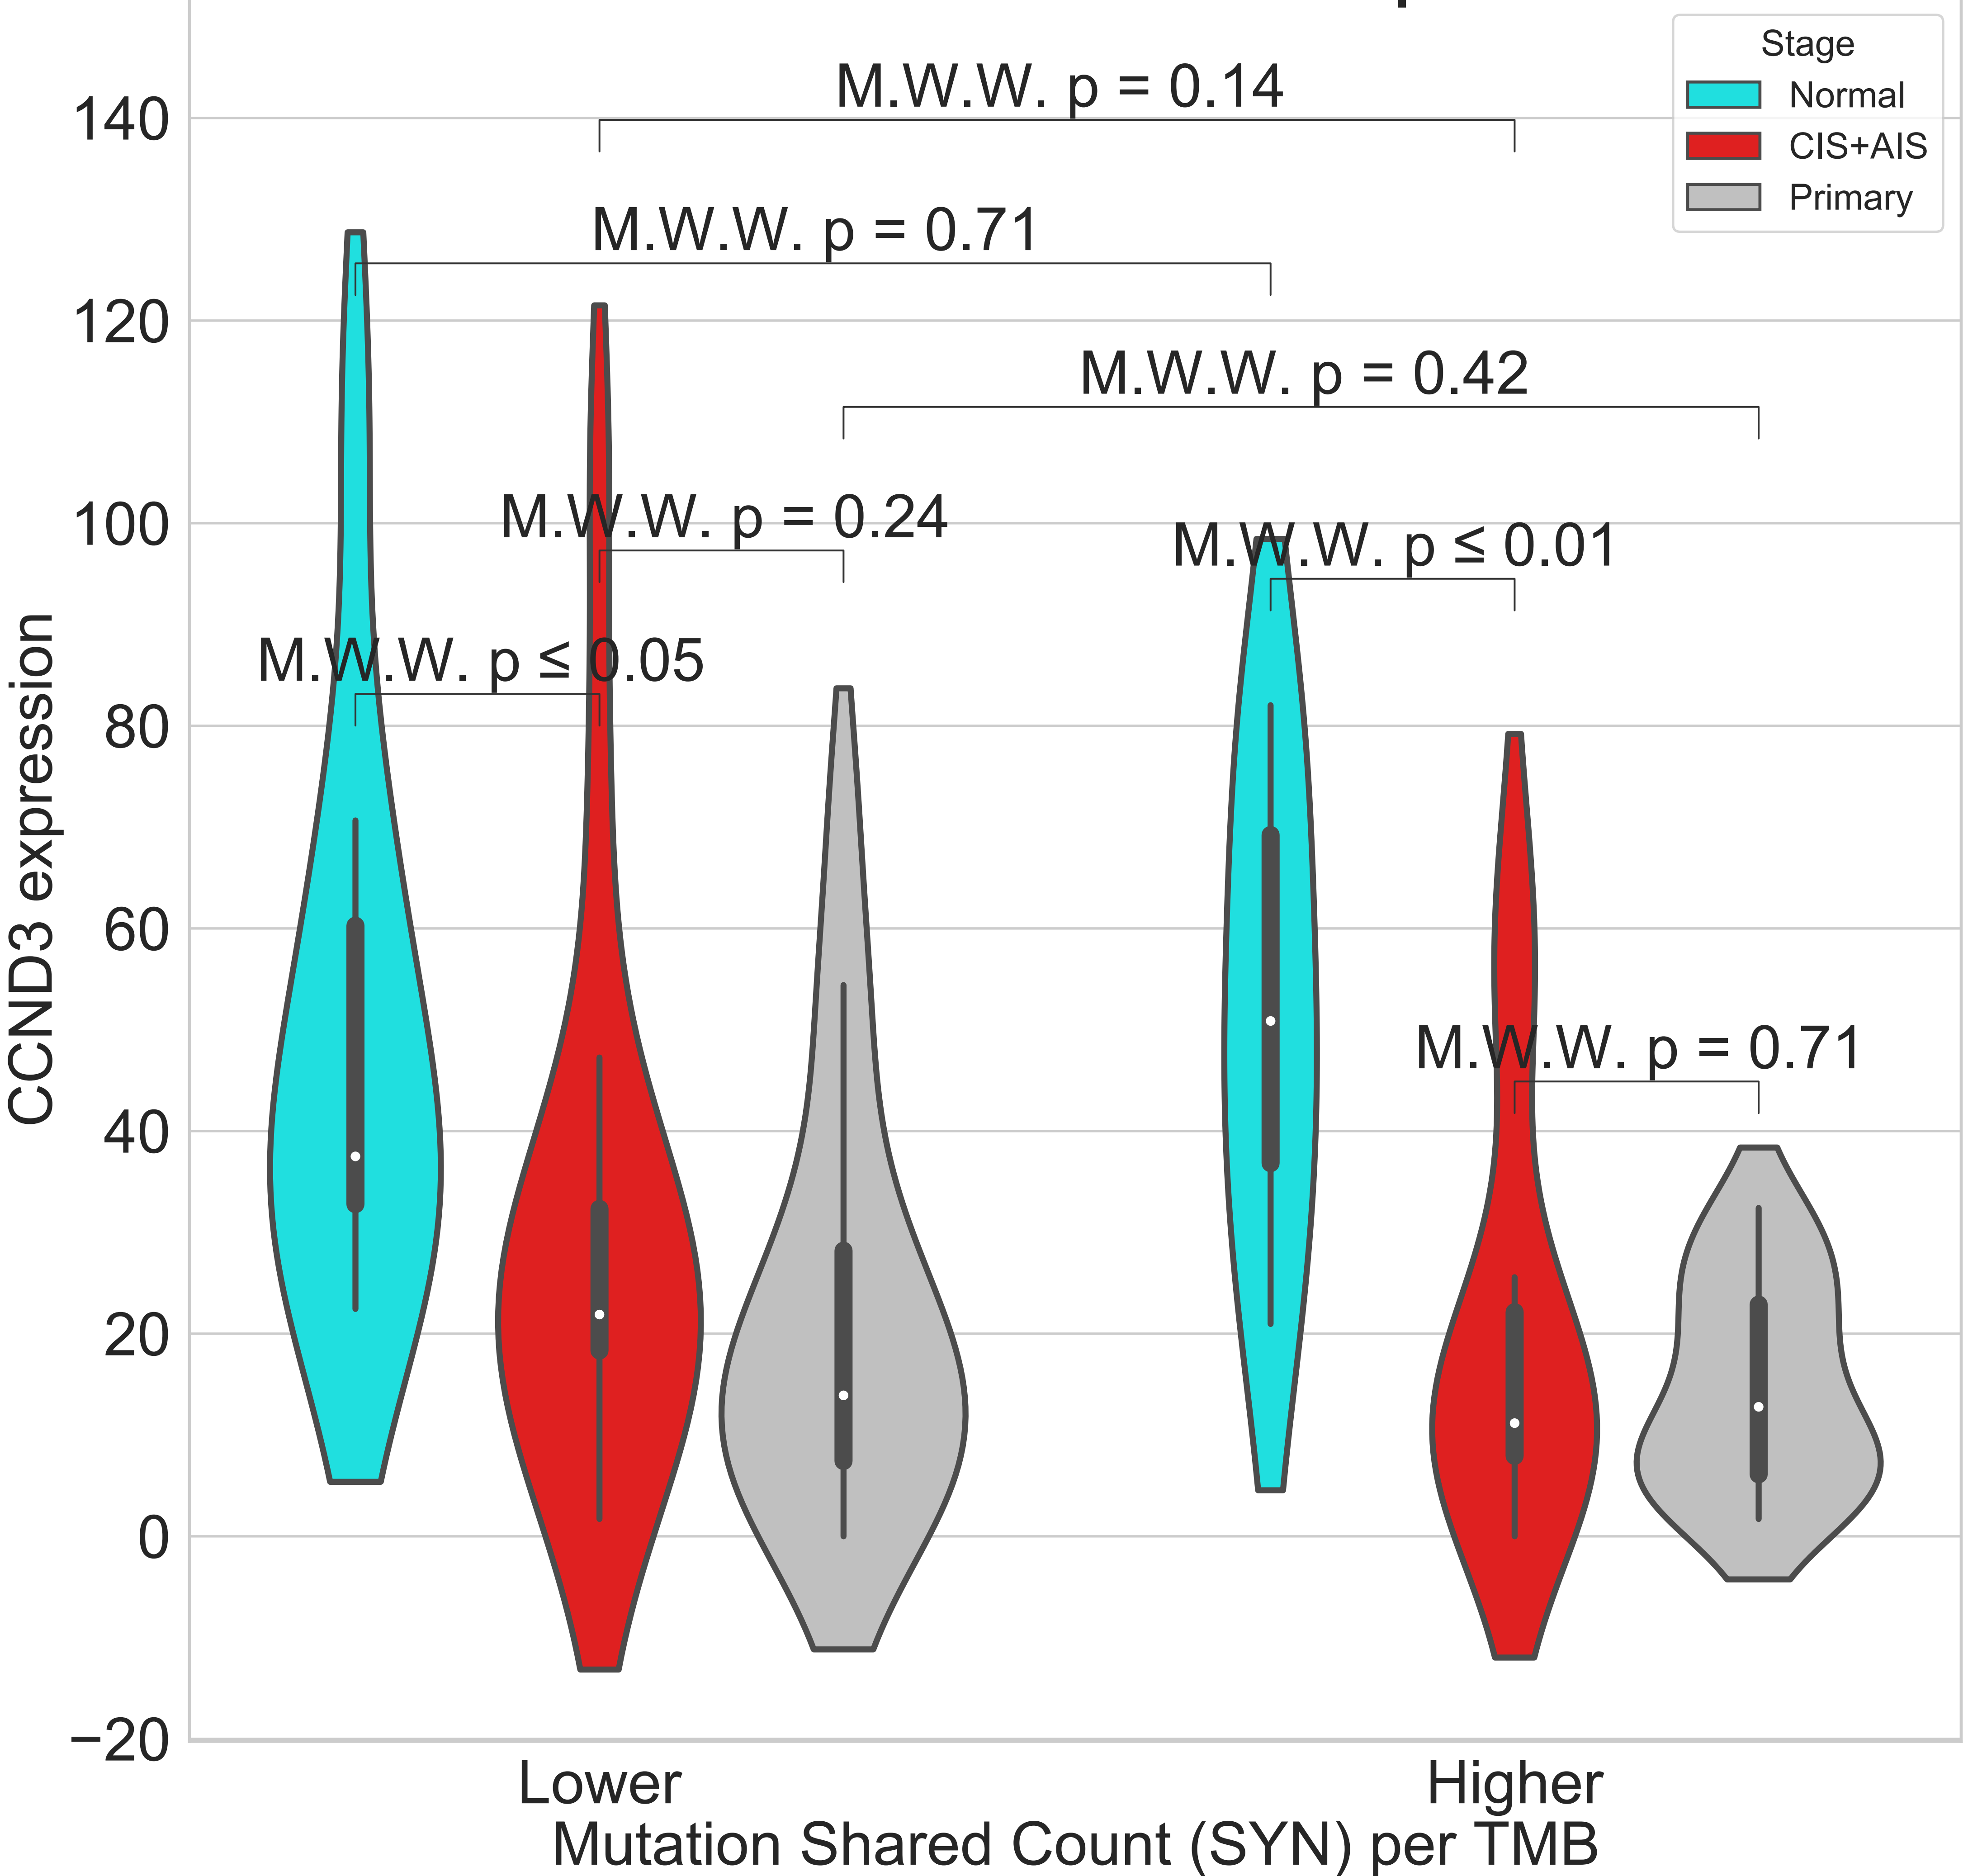 Stage
Normal
CIS+AIS
Primary
M.W.W. p = 0.14
M.W.W. p = 0.71
M.W.W. p = 0.42
M.W.W. p = 0.24
M.W.W. p ≤ 0.01
M.W.W. p ≤ 0.05
M.W.W. p = 0.71
140
120
100
80
60
40
20
0
−20
CCND3 expression
Lower
Higher
Mutation Shared Count (SYN) per TMB